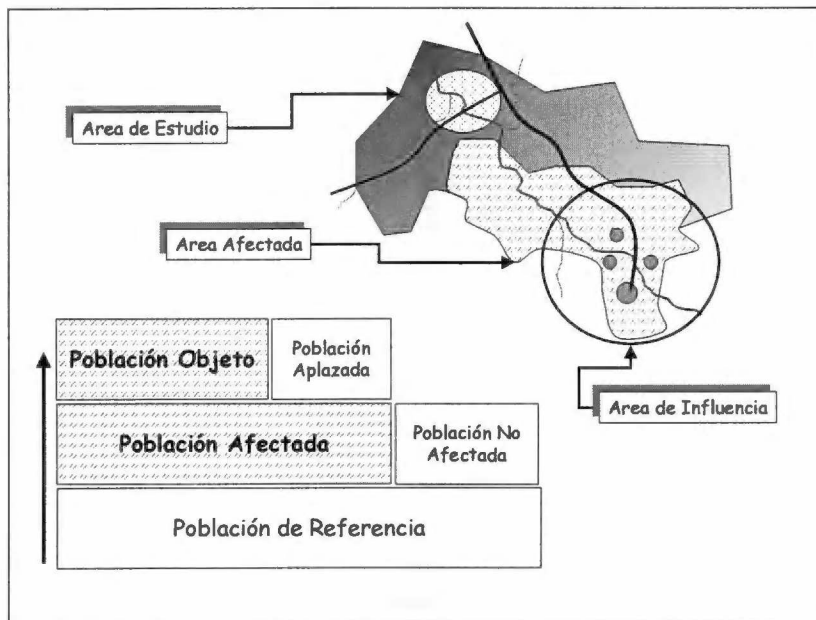 Area de Estudio
Area Afectada
Población Objeto
Población
Aplazada
Area de Influencia
Población Afectada
Población No
Afectada
Población de Referencia